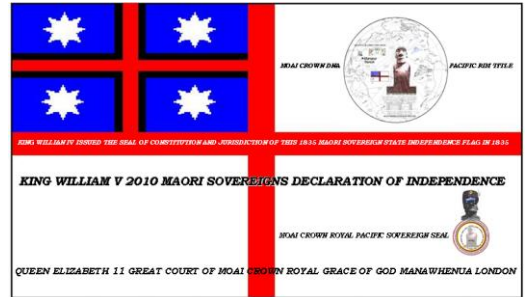 MOAI CROWN DNA
PACIFIC RIM TITLE
KING WILLIAM IV ISSUED THE SEAL OF CONSTITUTION AND JURISDICTION OF THIS 1835 MAORI SOVEREIGN STATE INDEPENDENCE FLAG IN 1835
KING WILLIAM V 2010 MAORI SOVEREIGNS DECLARATION OF INDEPENDENCE
MOAI CROWN ROYAL PACIFIC SOVEREIGN SEAL
QUEEN ELIZABETH 11 GREAT COURT OF MOAI CROWN ROYAL GRACE OF GOD MANAWHENUA LONDON